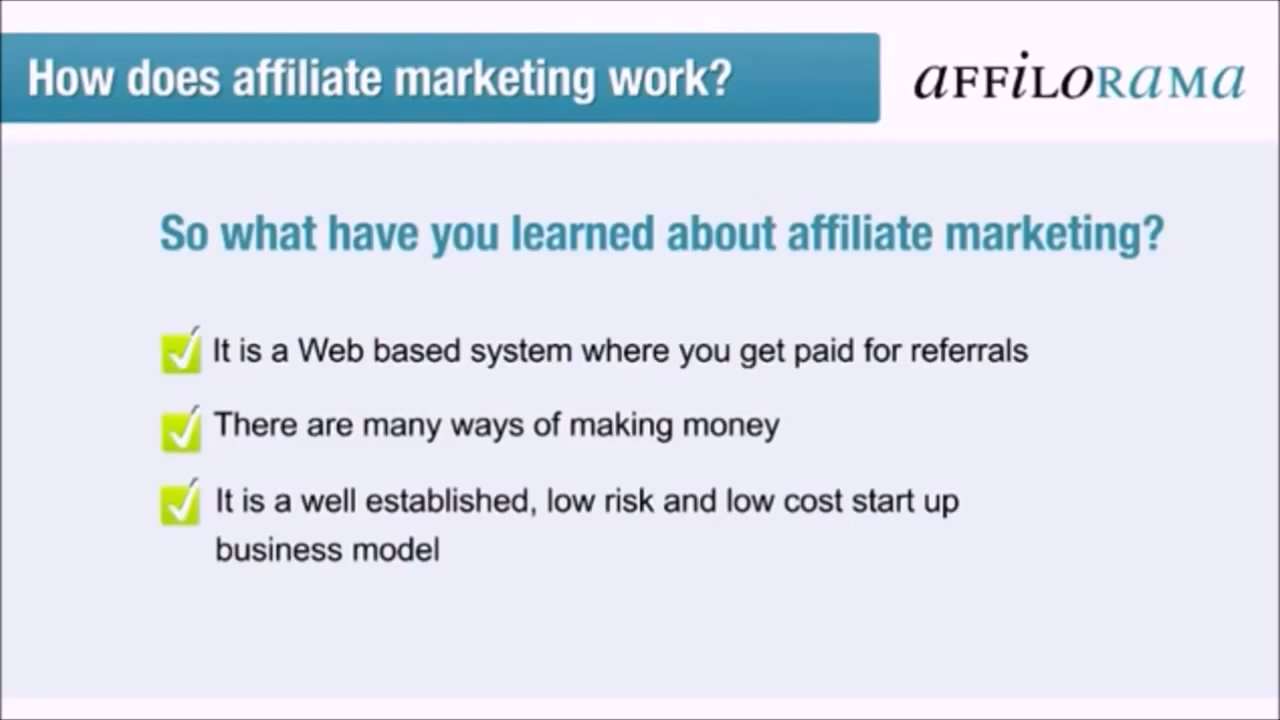 How does affiliate marketing work?
aFFiLORaMa
So what have you learned about affiliate marketing?
It is a Web based system where you get paid for referrals
There are many ways of making money
It is a well established, low risk and low cost start up
business model